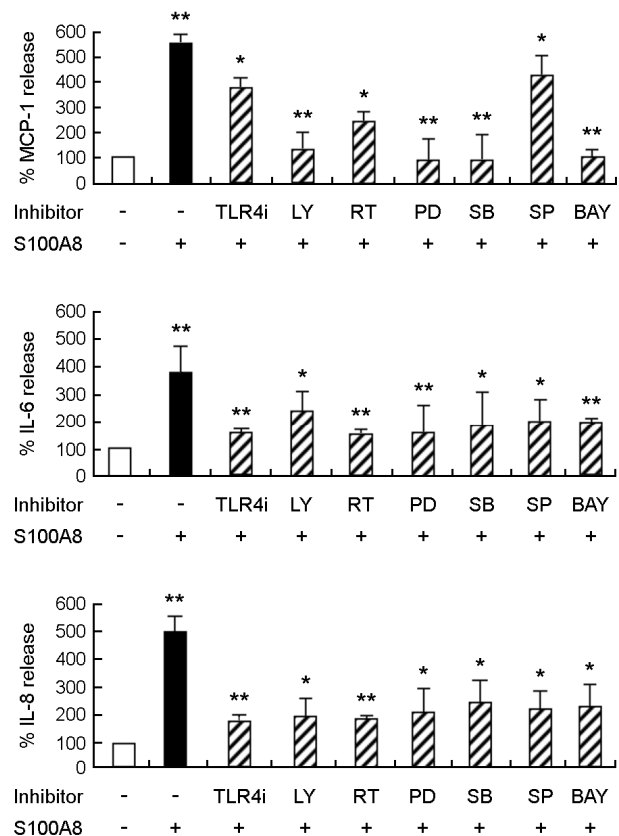 600
**
500
400
300
200
100
0
% MCP-1 release
* ** * ** ** * **
Inhibitor - - TLR4i LY RT PD SB SP BAY
S100A8 - + + + + + + + +
600
**
500
400
300
200
100
0
% IL-6 release
** * ** ** * * **
Inhibitor - - TLR4i LY RT PD SB SP BAY
S100A8 - + + + + + + + +
600
**
500
400
300
200
100
0
% IL-8 release
** * ** * * * *
Inhibitor - - TLR4i LY RT PD SB SP BAY
S100A8 - + + + + + + + +